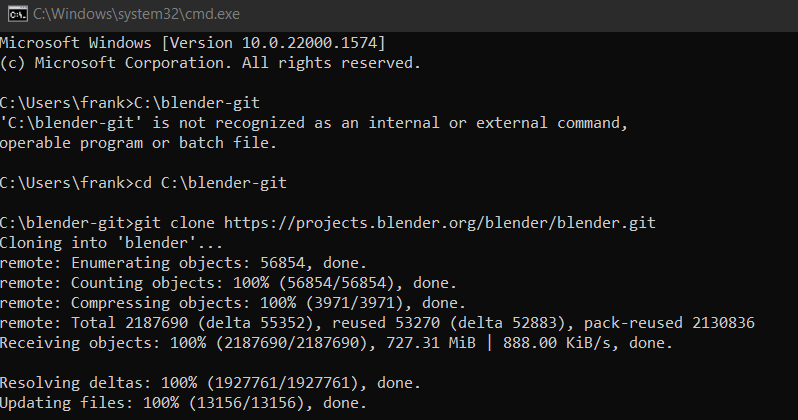 C:\Windows\system32\cmd.exe
Microsoft Windows [Version 10.0.22000.1574]
(c) Microsoft Corporation. All rights reserved.
C:\Users\frank>C:\blender-git
'C:\blender-git' is not recognized as an internal or external command,
operable program or batch file.
C:\Users\frank>cd C:\blender-git
C:\blender-git>git clone https://projects.blender.org/blender/blender.git
Cloning into 'blender'...
remote: Enumerating objects: 56854, done.
remote: Counting objects: 100% (56854/56854), done.
remote: Compressing objects: 100% (3971/3971), done.
remote: Total 2187690 (delta 55352), reused 53270 (delta 52883), pack-reused 2130836
Receiving objects: 100% (2187690/2187690), 727.31 MiB | 888.00 KiB/s, done.
Resolving deltas: 100% (1927761/1927761), done.
Updating files: 100% (13156/13156), done.